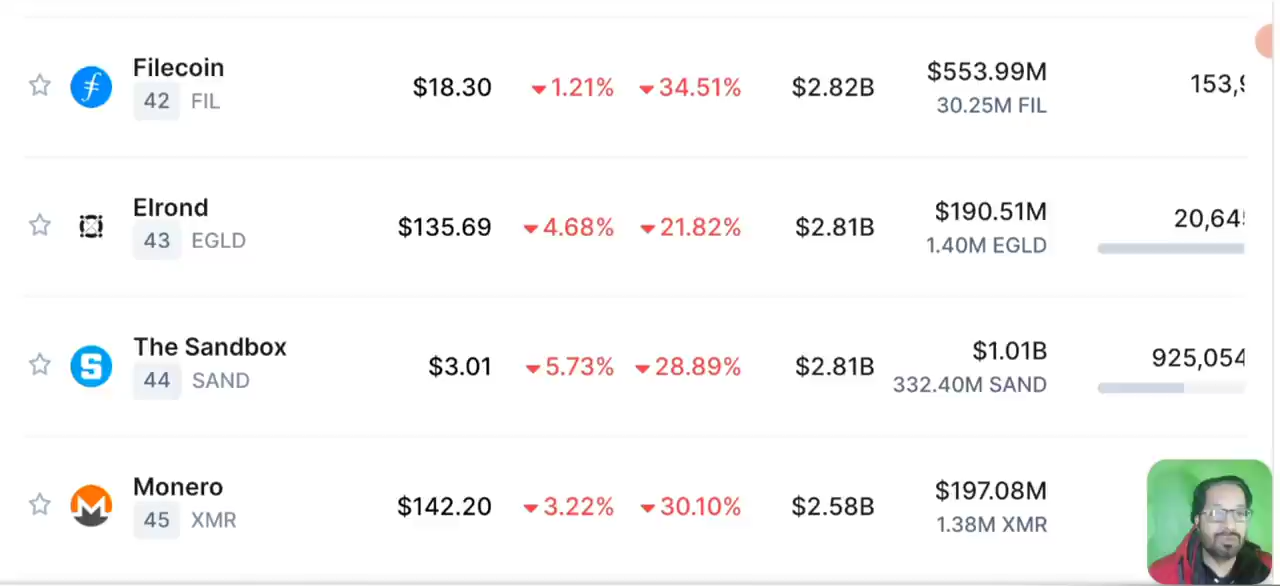 Filecoin
42 FIL
$18.30 1.21% 34.51% $2.82B $553.99M
30.25M FIL
153,
Elrond
43 EGLD
$135.69 4.68% 21.82% $2.81B $190.51M
1.40M EGLD
20,645
The Sandbox
44 SAND
$3.01 5.73% 28.89% $2.81B $1.01B
332.40M SAND
925,054
Monero
45 XMR
$142.20 3.22% 30.10% $2.58B $197.08M
1.38M XMR